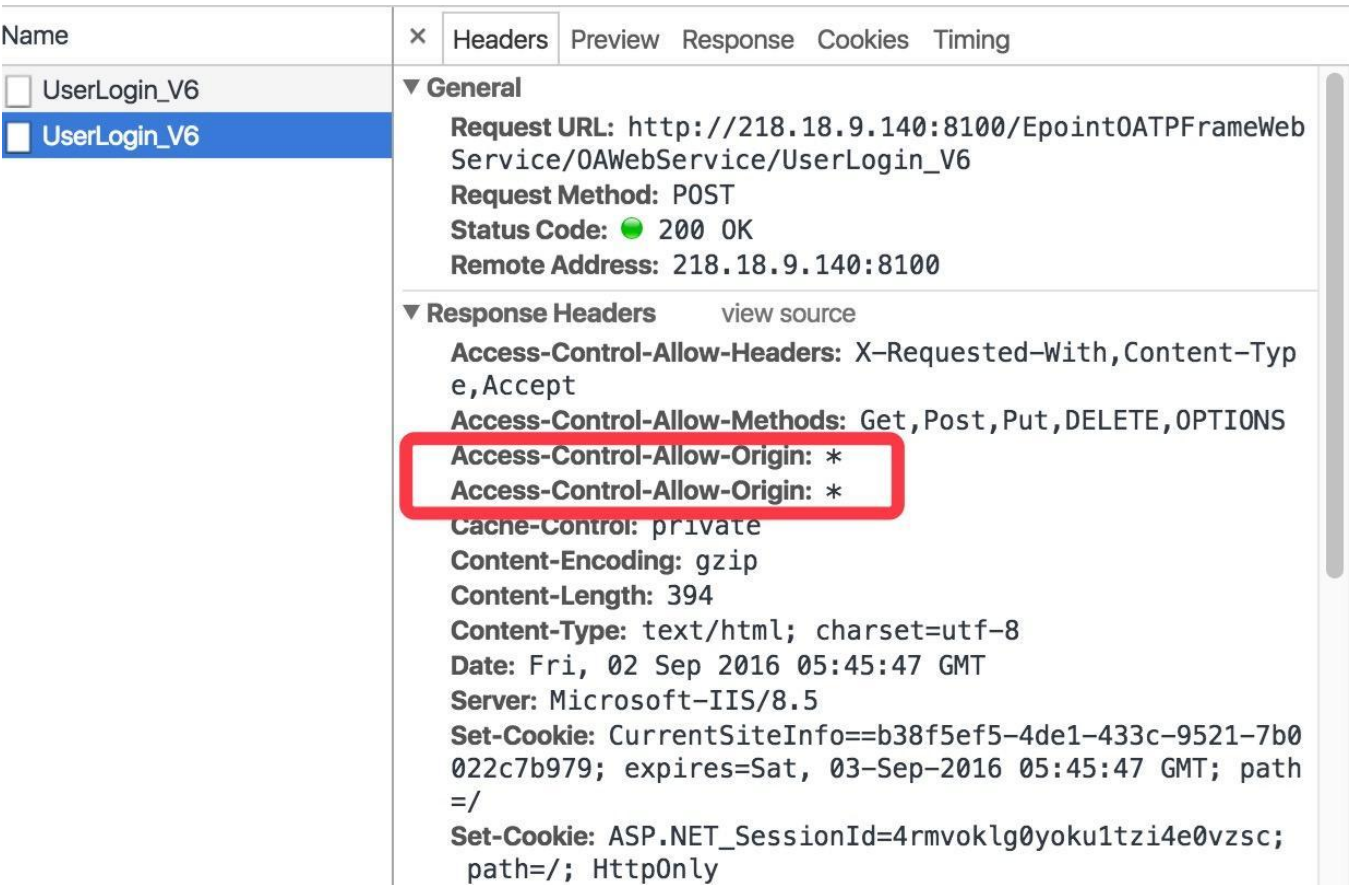 Name
UserLogin_V6
UserLogin_V6
× Headers Preview Response Cookies Timing
▼ General
Request URL: http://218.18.9.140:8100/EpointOATPFrameWeb
Service/OAWebService/UserLogin_V6
Request Method: POST
Status Code: 200 OK
Remote Address: 218.18.9.140:8100
▼ Response Headers view source
Access-Control-Allow-Headers: X-Requested-With,Content-Typ
e,Accept
Access-Control-Allow-Methods: Get,Post,Put,DELETE,OPTIONS
Access-Control-Allow-Origin: *
Access-Control-Allow-Origin: *
Cache-Control: private
Content-Encoding: gzip
Content-Length: 394
Content-Type: text/html; charset=utf-8
Date: Fri, 02 Sep 2016 05:45:47 GMT
Server: Microsoft-IIS/8.5
Set-Cookie: CurrentSiteInfo==b38f5ef5-4de1-433c-9521-7b0
022c7b979; expires=Sat, 03-Sep-2016 05:45:47 GMT; path
=/
Set-Cookie: ASP.NET_SessionId=4rmvoklg0yoku1tzi4e0vzsc;
path=/; HttpOnly